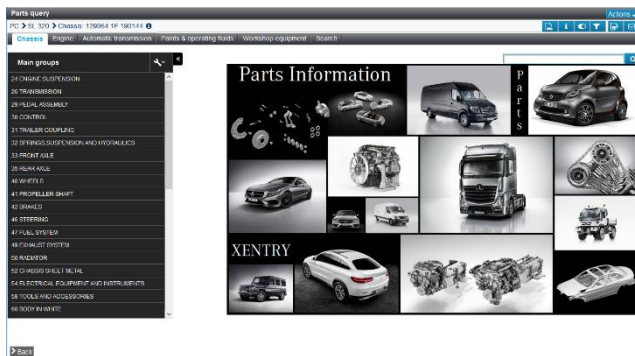 Parts query
Actions
PC > SL 320 > Chassis: 129064 1F 190144
Chassis Engine Automatic transmission Paints & operating fluids Workshop equipment Search
Main groups
24 ENGINE SUSPENSION
26 TRANSMISSION
29 PEDAL ASSEMBLY
30 CONTROL
31 TRAILER COUPLING
32 SPRINGS,SUSPENSION AND HYDRAULICS
33 FRONT AXLE
35 REAR AXLE
40 WHEELS
41 PROPELLER SHAFT
42 BRAKES
46 STEERING
47 FUEL SYSTEM
49 EXHAUST SYSTEM
50 RADIATOR
52 CHASSIS SHEET METAL
54 ELECTRICAL EQUIPMENT AND INSTRUMENTS
58 TOOLS AND ACCESSORIES
60 BODY IN WHITE
Parts Information
Parts
XENTRY
> Back